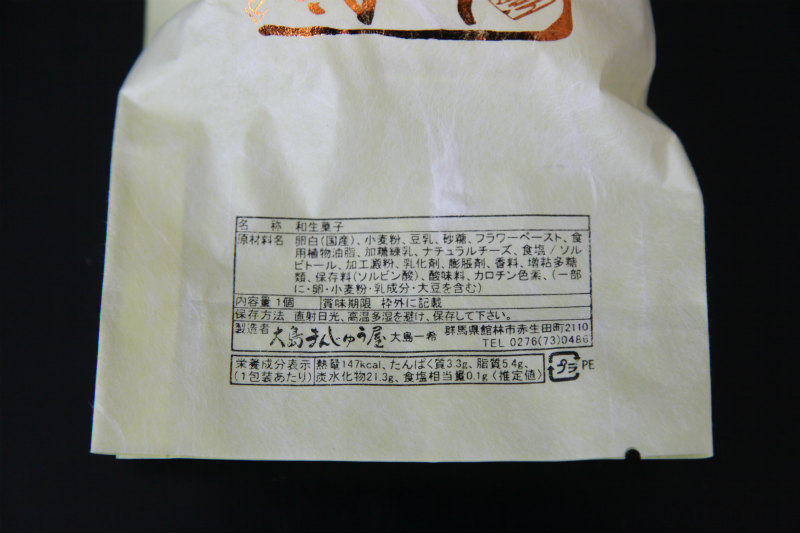 名　　称　和生菓子
原材料名　卵白(国産)、小麦粉、豆乳、砂糖、フラワーペースト、食
用植物油脂、加糖練乳、ナチュラルチーズ、食塩/ソル
ビトール、加工澱粉、乳化剤、膨脹剤、香料、増粘多糖
類、保存料(ソルビン酸)、酸味料、カロチン色素、(一部
に・卵・小麦粉・乳成分・大豆を含む)
内容量 1個　賞味期限　枠外に記載
保存方法　直射日光、高温多湿を避け、保存して下さい。
製造者　大島まんじゅう屋　大島一希　群馬県館林市赤生田町2110
TEL 0276(73)0486
栄養成分表示　熱量147kcal、たんぱく質3.3g、脂質5.4g、
(1包装あたり)　炭水化物21.3g、食塩相当量0.1g (推定値)
プラ PE